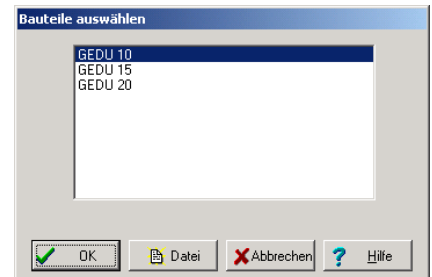 Bauteile auswählen
GEDU 10
GEDU 15
GEDU 20
OK
Datei
Abbrechen
? Hilfe